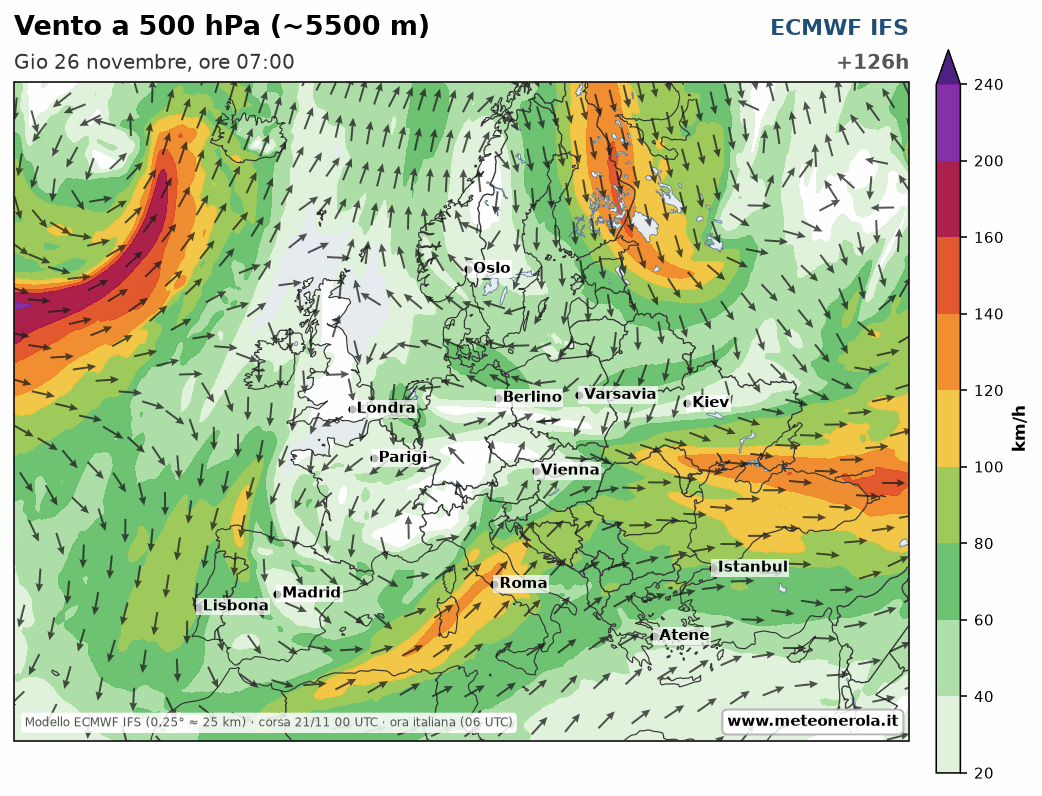 Vento a 500 hPa (~5500 m)
ECMWF IFS
Gio 26 novembre, ore 07:00
+126h
240
200
160
140
120
100
80
60
40
20
km/h
Oslo
Berlino
Varsavia
Kiev
Londra
Parigi
Vienna
Istanbul
Roma
Madrid
Lisbona
Atene
Modello ECMWF IFS (0,25° ≈ 25 km) · corsa 21/11 00 UTC · ora italiana (06 UTC)
www.meteonerola.it